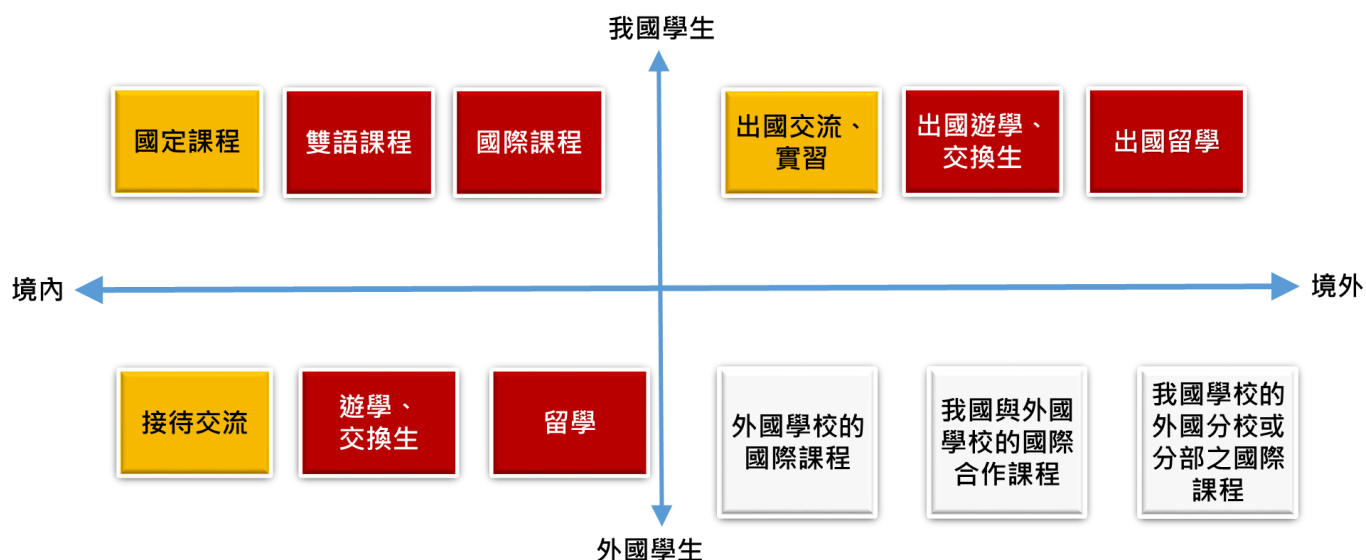 我國學生
國定課程
雙語課程
國際課程
出國交流、
實習
出國遊學、
交換生
出國留學
境內
境外
接待交流
遊學、
交換生
留學
外國學校的
國際課程
我國與外國
學校的國際
合作課程
我國學校的
外國分校或
分部之國際
課程
外國學生